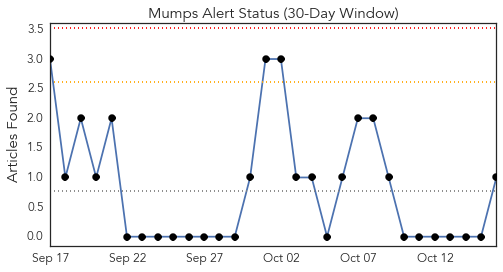 Mumps Alert Status (30-Day Window)
Articles Found
3.5
3.0
2.5
2.0
1.5
1.0
0.5
0.0
Sep 17 Sep 22 Sep 27 Oct 02 Oct 07 Oct 12